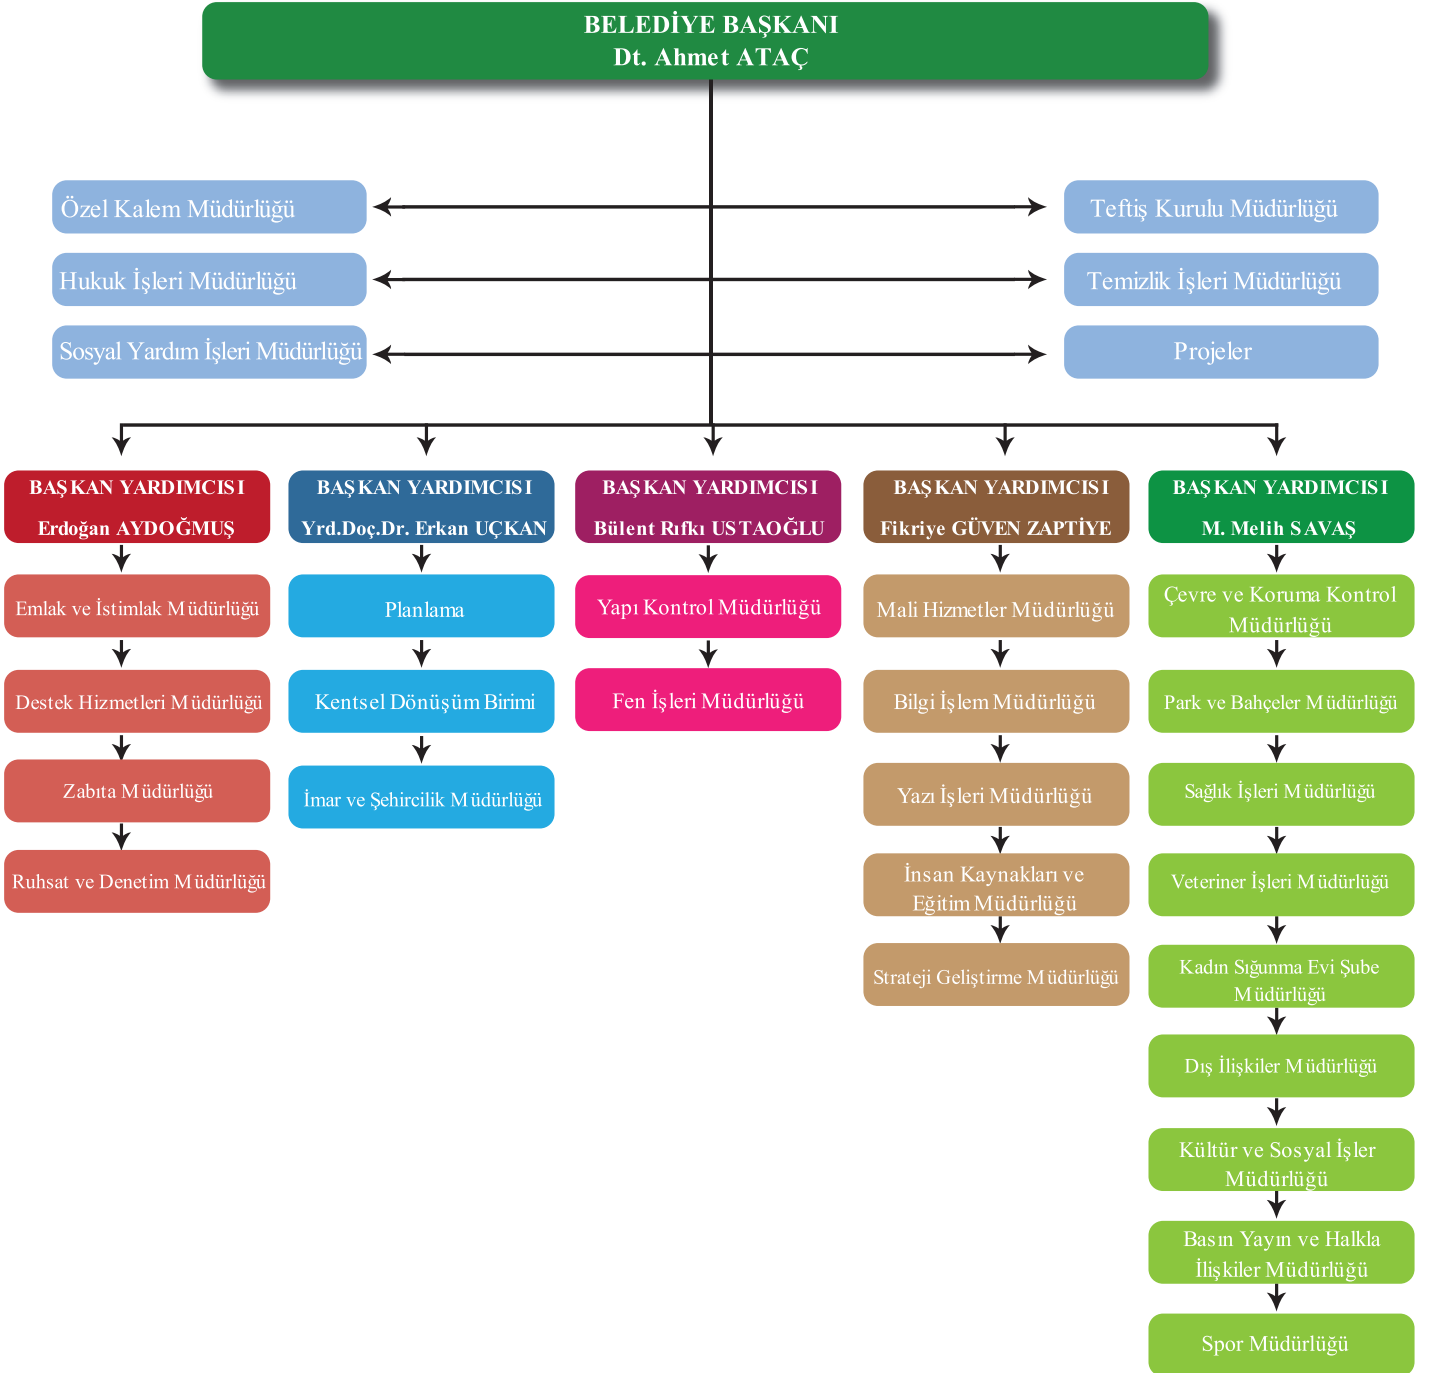 BELEDİYE BAŞKANI
Dt. Ahmet ATAÇ
Özel Kalem Müdürlüğü
Teftiş Kurulu Müdürlüğü
Hukuk İşleri Müdürlüğü
Temizlik İşleri Müdürlüğü
Sosyal Yardım İşleri Müdürlüğü
Projeler
BAŞKAN YARDIMCISI
Erdoğan AYDOĞMUŞ
Emlak ve İstimlak Müdürlüğü
Destek Hizmetleri Müdürlüğü
Zabıta Müdürlüğü
Ruhsat ve Denetim Müdürlüğü
BAŞKAN YARDIMCISI
Yrd.Doç.Dr. Erkan UÇKAN
Planlama
Kentsel Dönüşüm Birimi
İmar ve Şehircilik Müdürlüğü
BAŞKAN YARDIMCISI
Bülent Rıfkı USTAOĞLU
Yapı Kontrol Müdürlüğü
Fen İşleri Müdürlüğü
BAŞKAN YARDIMCISI
Fikriye GÜVEN ZAPTİYE
Mali Hizmetler Müdürlüğü
Bilgi İşlem Müdürlüğü
Yazı İşleri Müdürlüğü
İnsan Kaynakları ve
Eğitim Müdürlüğü
Strateji Geliştirme Müdürlüğü
BAŞKAN YARDIMCISI
M. Melih SAVAŞ
Çevre ve Koruma Kontrol
Müdürlüğü
Park ve Bahçeler Müdürlüğü
Sağlık İşleri Müdürlüğü
Veteriner İşleri Müdürlüğü
Kadın Sığunma Evi Şube
Müdürlüğü
Dış İlişkiler Müdürlüğü
Kültür ve Sosyal İşler
Müdürlüğü
Basın Yayın ve Halkla
İlişkiler Müdürlüğü
Spor Müdürlüğü